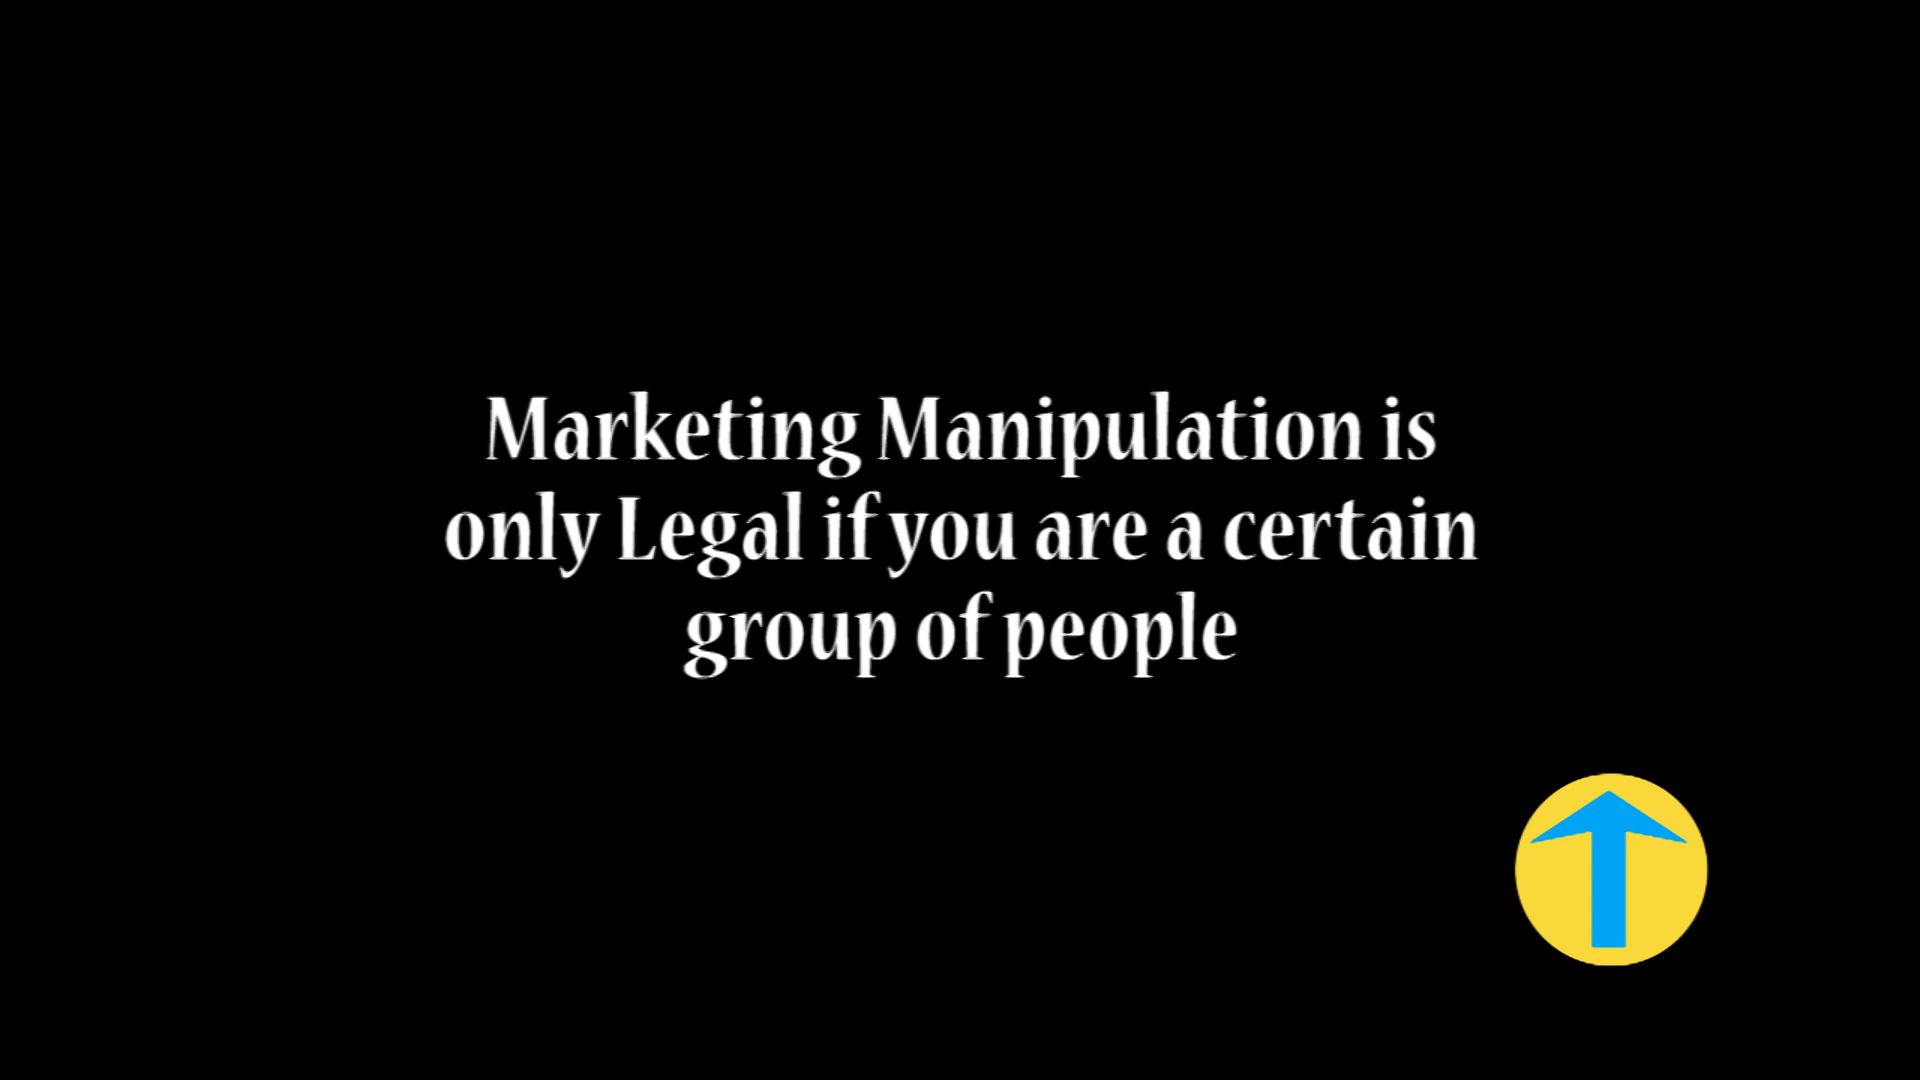 Marketing Manipulation is
only Legal if you are a certain
group of people